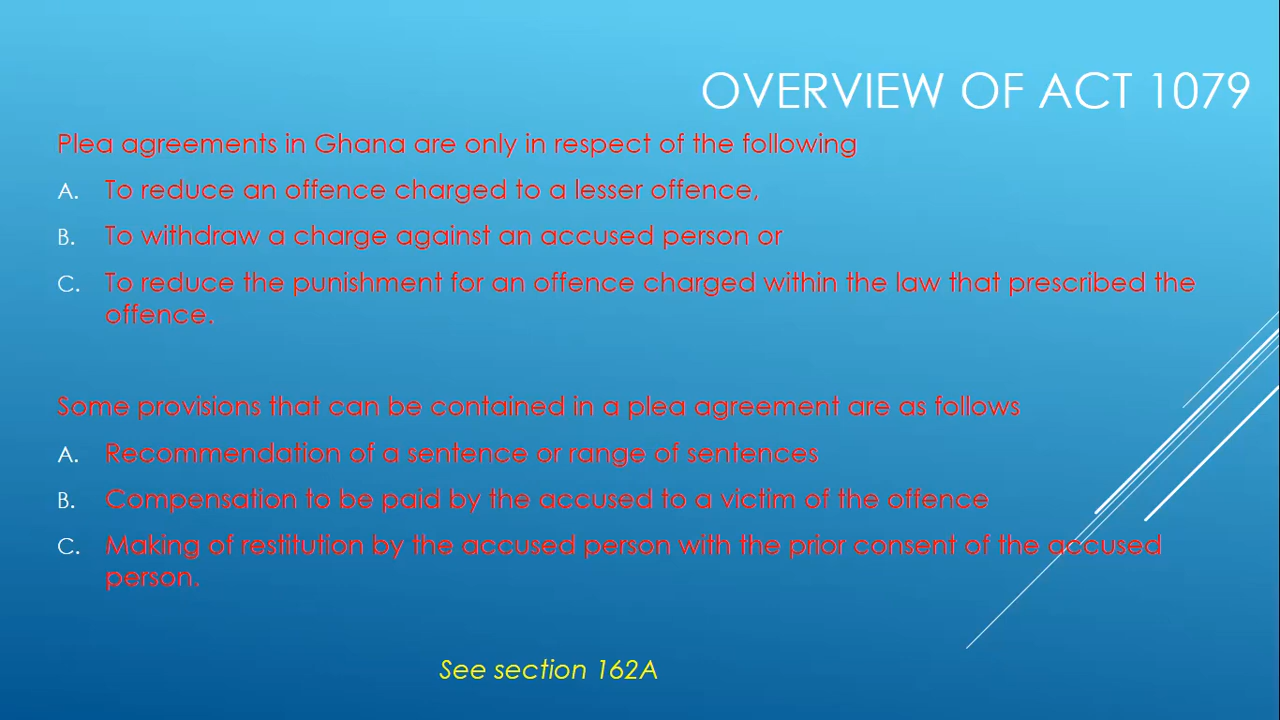 OVERVIEW OF ACT 1079
Plea agreements in Ghana are only in respect of the following
A. To reduce an offence charged to a lesser offence,
B. To withdraw a charge against an accused person or
C. To reduce the punishment for an offence charged within the law that prescribed the
offence.
Some provisions that can be contained in a plea agreement are as follows
A. Recommendation of a sentence or range of sentences
B. Compensation to be paid by the accused to a victim of the offence
C. Making of restitution by the accused person with the prior consent of the accused
person.
See section 162A